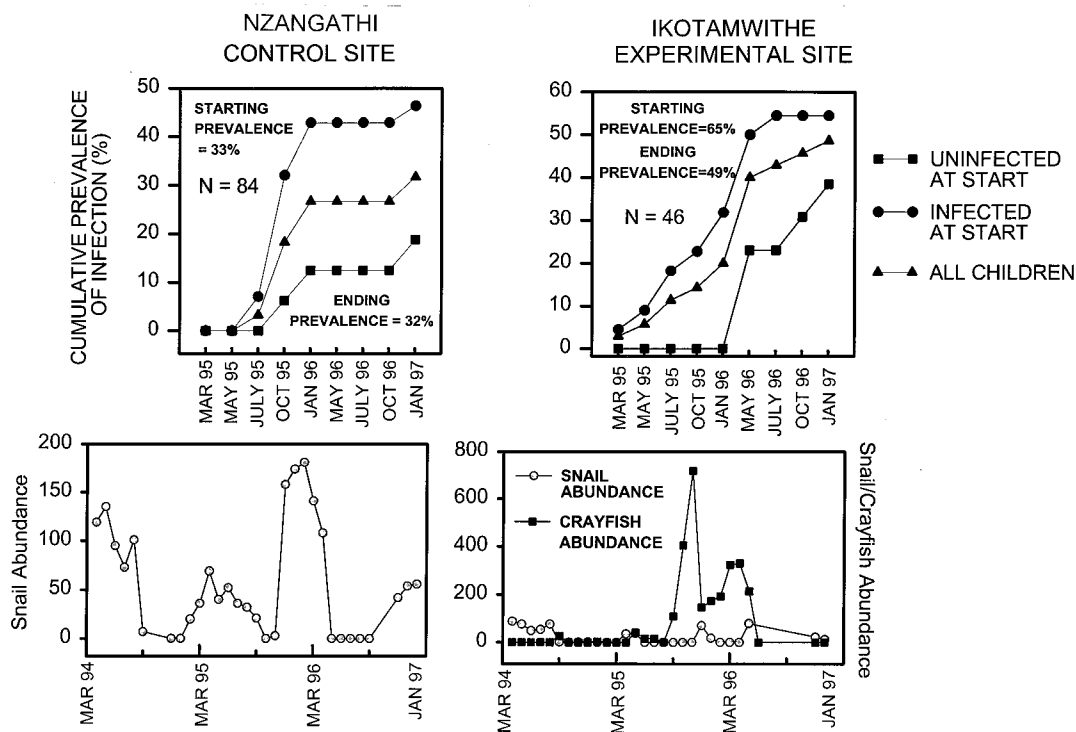 NZANGATHI
CONTROL SITE
IKOTAMWITHE
EXPERIMENTAL SITE
CUMULATIVE PREVALENCE
OF INFECTION (%)
50
40
30
20
10
0
STARTING
PREVALENCE
= 33%
N = 84
ENDING
PREVALENCE = 32%
MAR 95
MAY 95
JULY 95
OCT 95
JAN 96
MAY 96
JULY 96
OCT 96
JAN 97
60
50
40
30
20
10
0
STARTING
PREVALENCE=65%
ENDING
PREVALENCE=49%
N = 46
MAR 95
MAY 95
JULY 95
OCT 95
JAN 96
MAY 96
JULY 96
OCT 96
JAN 97
UNINFECTED
AT START
INFECTED
AT START
ALL CHILDREN
Snail Abundance
200
150
100
50
0
MAR 94
MAR 95
MAR 96
JAN 97
800
600
400
200
0
SNAIL
ABUNDANCE
CRAYFISH
ABUNDANCE
MAR 94
MAR 95
MAR 96
JAN 97
Snail/Crayfish Abundance